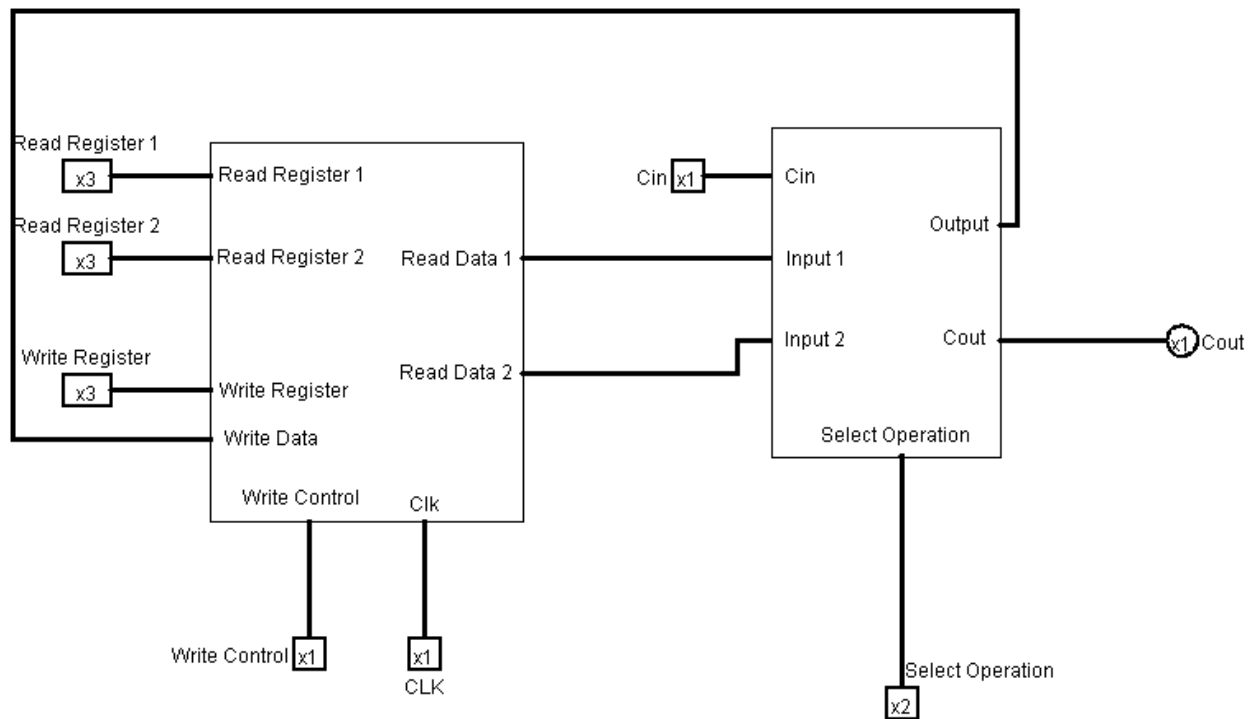 Read Register 1
x3
Read Register 1
Cin
x1
Cin
Output
Read Register 2
x3
Read Register 2
Read Data 1
Input 1
Input 2
Cout
x1
Cout
Write Register
x3
Write Register
Read Data 2
Write Data
Select Operation
Write Control
Clk
Write Control
x1
x1
CLK
Select Operation
x2